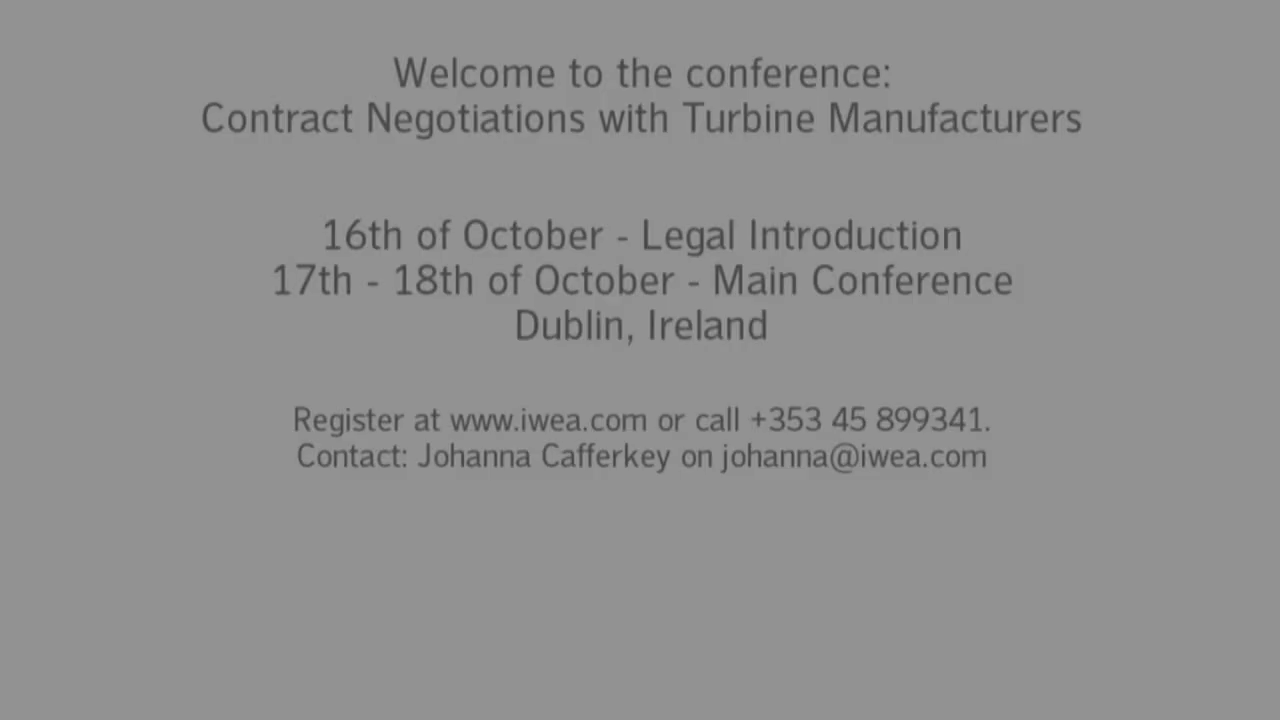 Welcome to the conference:
Contract Negotiations with Turbine Manufacturers
16th of October - Legal Introduction
17th - 18th of October - Main Conference
Dublin, Ireland
Register at www.iwea.com or call +353 45 899341.
Contact: Johanna Cafferkey on johanna@iwea.com